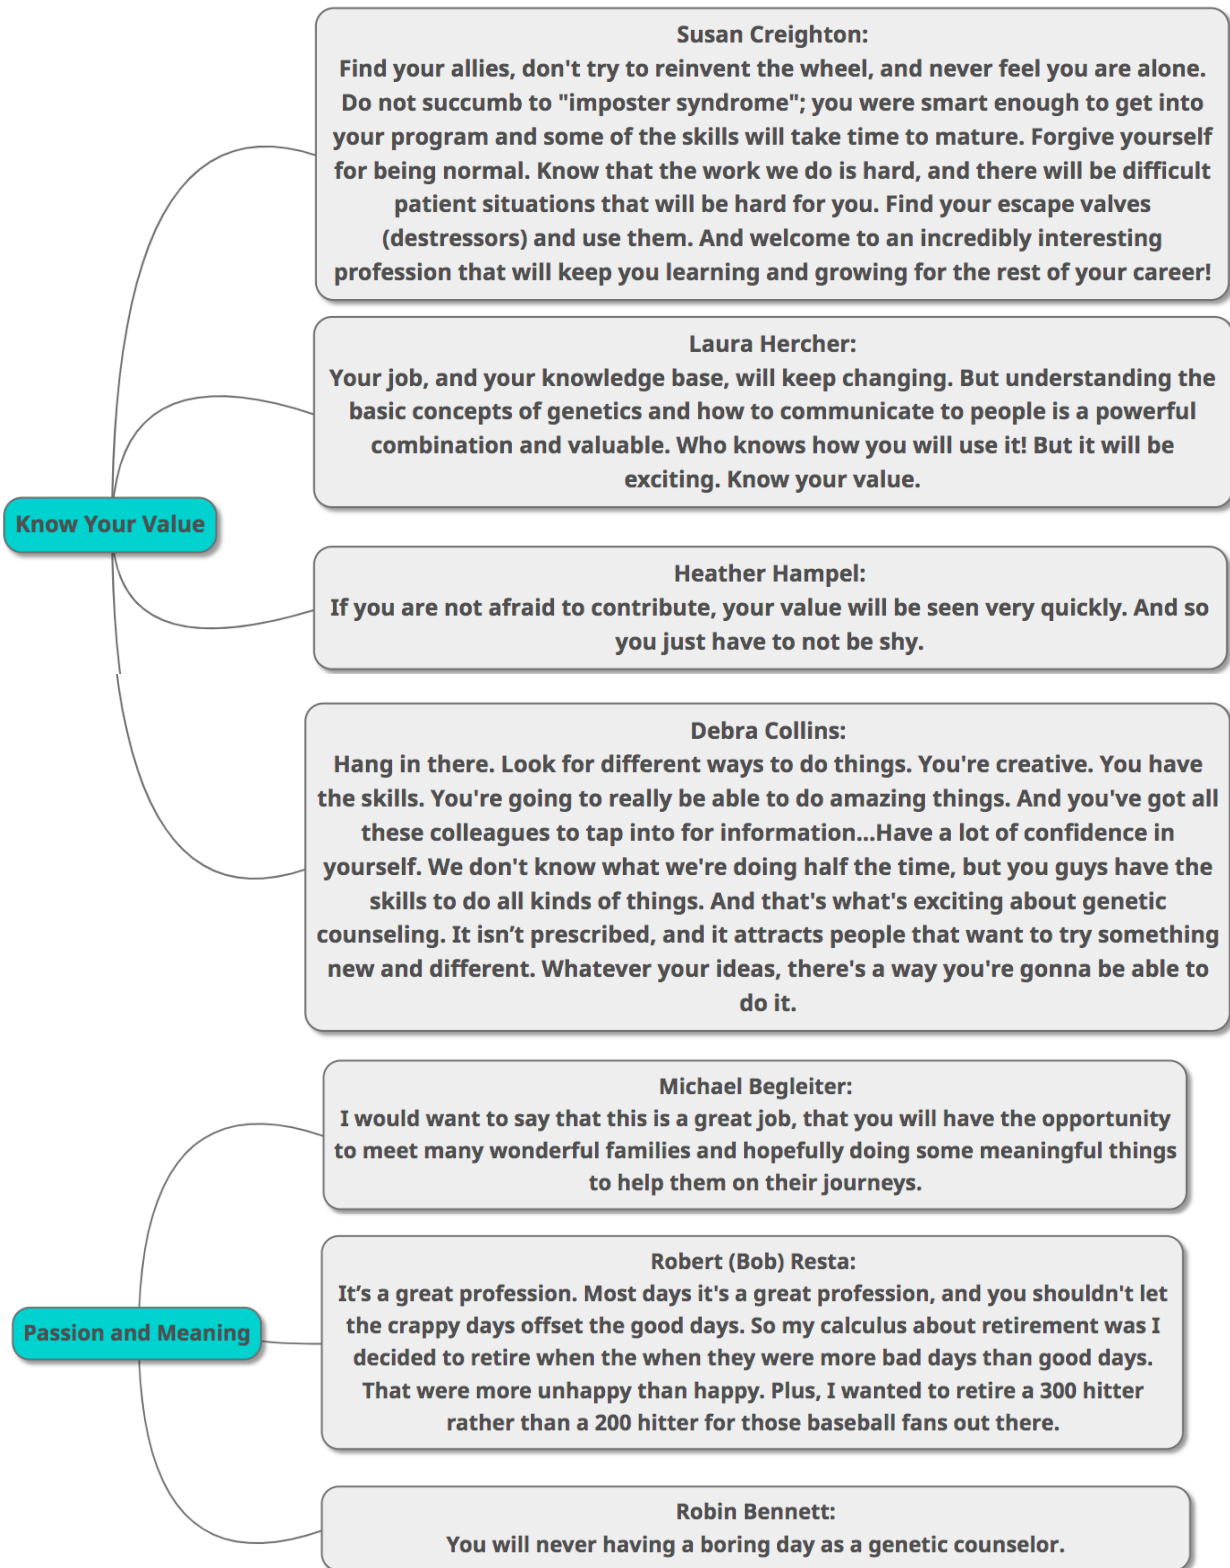 Susan Creighton:
Find your allies, don't try to reinvent the wheel, and never feel you are alone.
Do not succumb to "imposter syndrome"; you were smart enough to get into
your program and some of the skills will take time to mature. Forgive yourself
for being normal. Know that the work we do is hard, and there will be difficult
patient situations that will be hard for you. Find your escape valves
(destressors) and use them. And welcome to an incredibly interesting
profession that will keep you learning and growing for the rest of your career!
Laura Hercher:
Your job, and your knowledge base, will keep changing. But understanding the
basic concepts of genetics and how to communicate to people is a powerful
combination and valuable. Who knows how you will use it! But it will be
exciting. Know your value.
Know Your Value
Heather Hampel:
If you are not afraid to contribute, your value will be seen very quickly. And so
you just have to not be shy.
Debra Collins:
Hang in there. Look for different ways to do things. You're creative. You have
the skills. You're going to really be able to do amazing things. And you've got all
these colleagues to tap into for information...Have a lot of confidence in
yourself. We don't know what we're doing half the time, but you guys have the
skills to do all kinds of things. And that's what's exciting about genetic
counseling. It isn’t prescribed, and it attracts people that want to try something
new and different. Whatever your ideas, there's a way you're gonna be able to
do it.
Michael Begleiter:
I would want to say that this is a great job, that you will have the opportunity
to meet many wonderful families and hopefully doing some meaningful things
to help them on their journeys.
Passion and Meaning
Robert (Bob) Resta:
It’s a great profession. Most days it's a great profession, and you shouldn't let
the crappy days offset the good days. So my calculus about retirement was I
decided to retire when the when they were more bad days than good days.
That were more unhappy than happy. Plus, I wanted to retire a 300 hitter
rather than a 200 hitter for those baseball fans out there.
Robin Bennett:
You will never having a boring day as a genetic counselor.